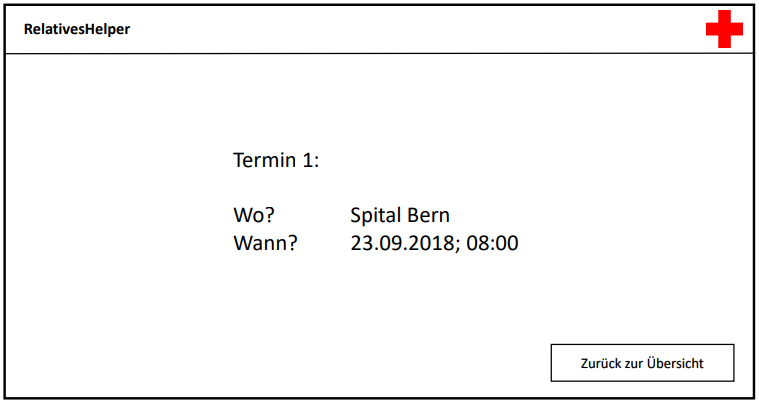 RelativesHelper
Termin 1:
Wo? Spital Bern
Wann? 23.09.2018; 08:00
Zurück zur Übersicht